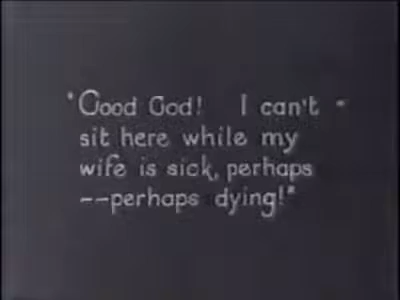 "Good God! I can't -
sit here while my
wife is sick, perhaps
--perhaps dying!"